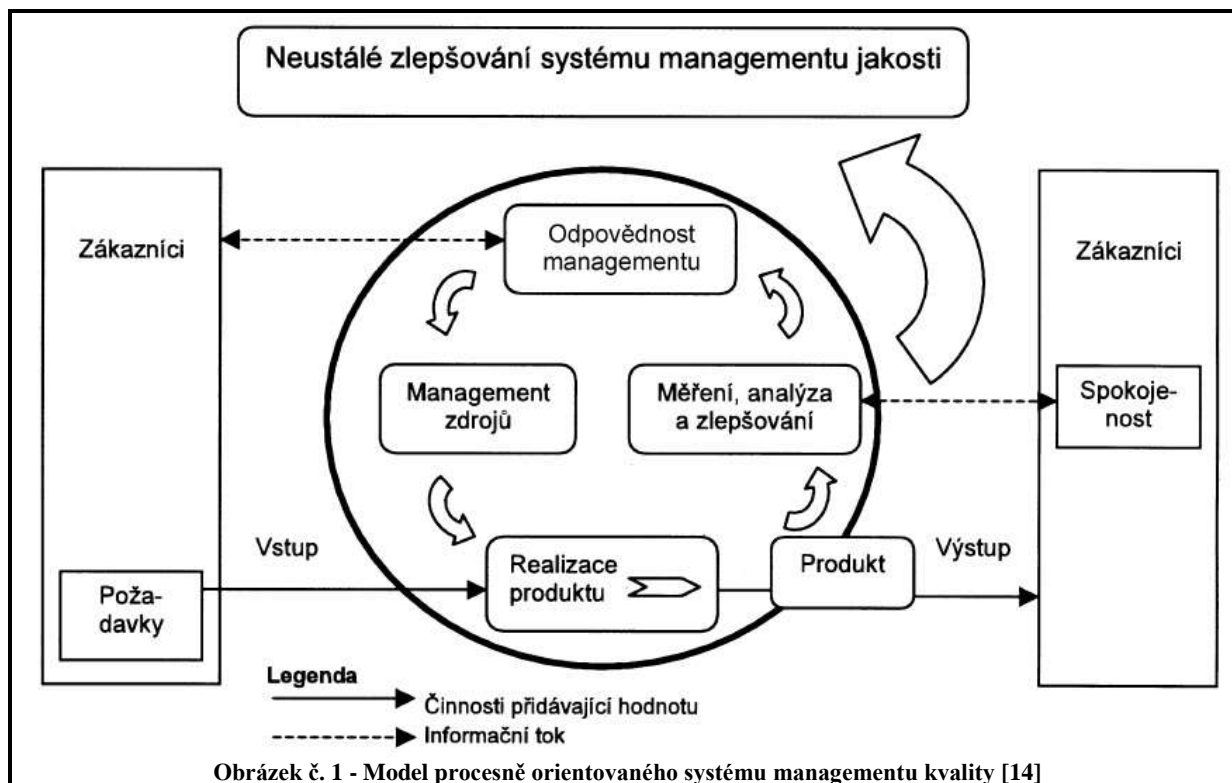 Neustálé zlepšování systému managementu jakosti
Zákazníci
Odpovědnost
managementu
Zákazníci
Management
zdrojů
Měření, analýza
a zlepšování
Spokoje-
nost
Vstup
Realizace
produktu
Produkt
Výstup
Poža-
davky
Legenda
Činnosti přidávající hodnotu
Informační tok
Obrázek č. 1 - Model procesně orientovaného systému managementu kvality [14]